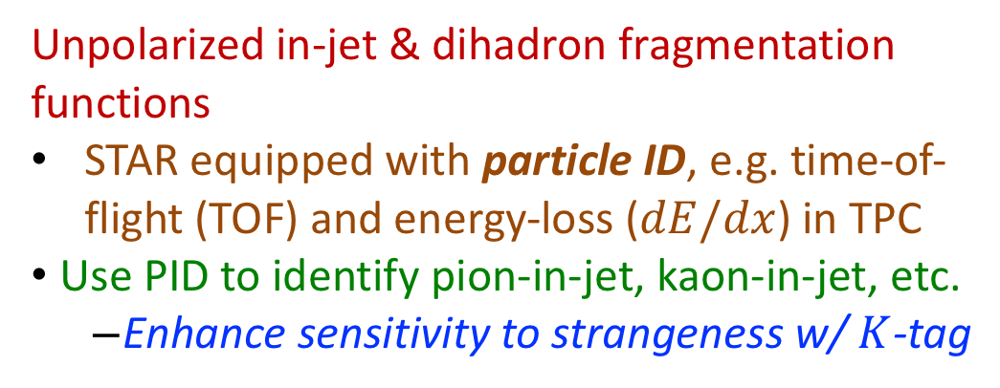 Unpolarized in-jet & dihadron fragmentation
functions
• STAR equipped with particle ID, e.g. time-of-
flight (TOF) and energy-loss (dE/dx) in TPC
• Use PID to identify pion-in-jet, kaon-in-jet, etc.
–Enhance sensitivity to strangeness w/ K-tag